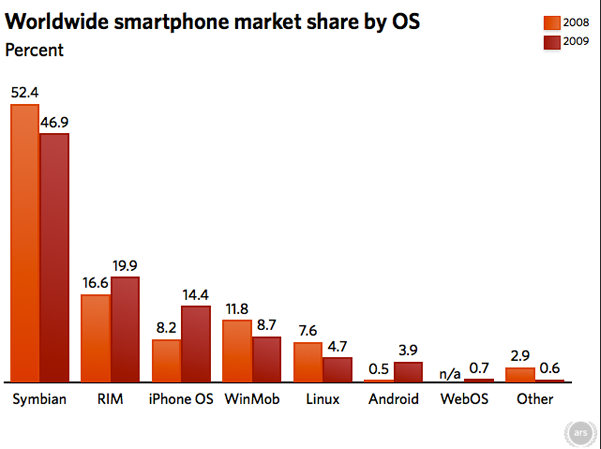 Worldwide smartphone market share by OS
Percent
2008
2009
52.4
46.9
16.6
19.9
8.2
14.4
11.8
8.7
7.6
4.7
0.5
3.9
n/a
0.7
2.9
0.6
Symbian
RIM
iPhone OS
WinMob
Linux
Android
WebOS
Other
ars